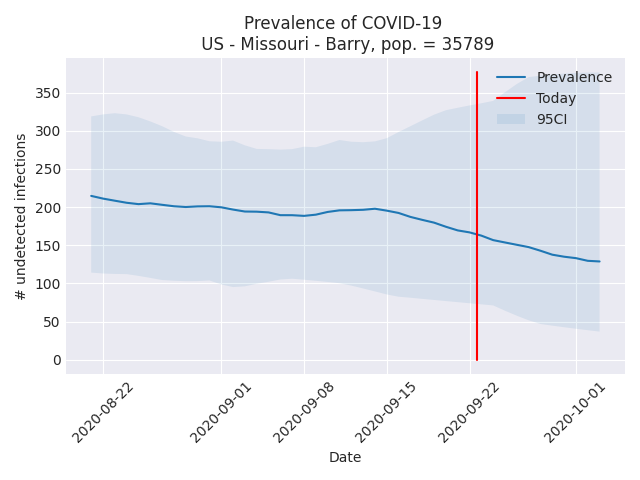 Prevalence of COVID-19
US - Missouri - Barry, pop. = 35789
# undetected infections
350
300
250
200
150
100
50
0
Prevalence
Today
95CI
2020-08-22
2020-09-01
2020-09-08
2020-09-15
2020-09-22
2020-10-01
Date